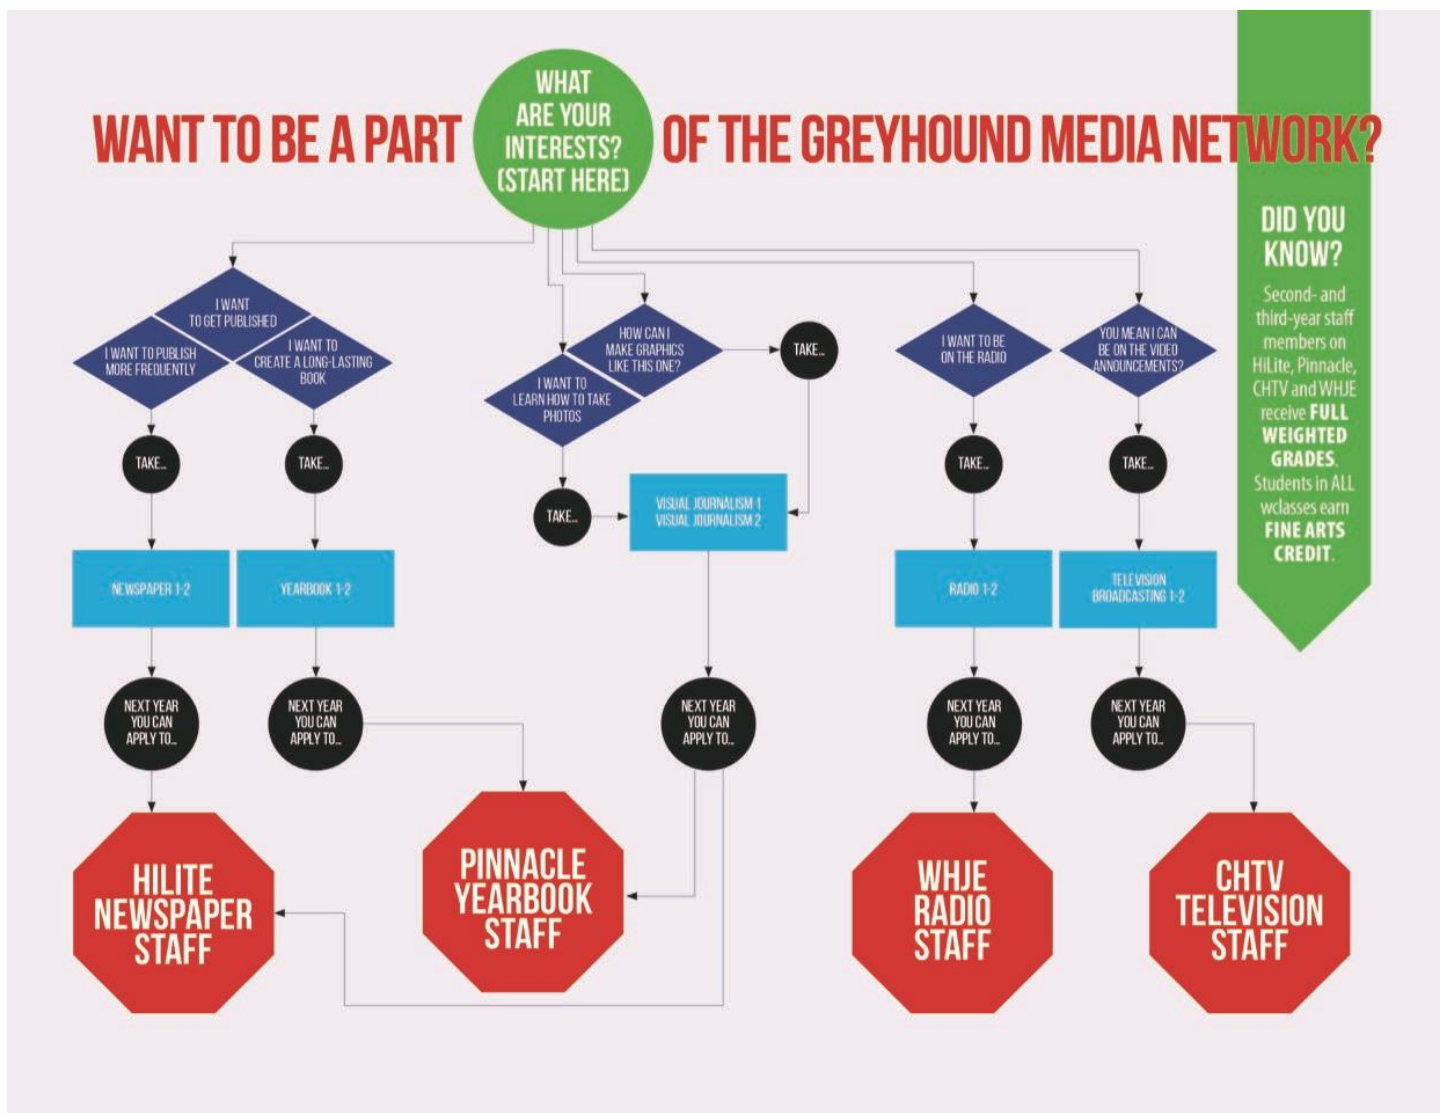 WANT TO BE A PART
WHAT
ARE YOUR
INTERESTS?
(START HERE)
OF THE GREYHOUND MEDIA NETWORK?
DID YOU
KNOW?
Second- and
third-year staff
members on
HiLite, Pinnacle,
CHTV and WHJE
receive FULL
WEIGHTED
GRADES.
Students in ALL
wclasses earn
FINE ARTS
CREDIT.
I WANT
TO GET PUBLISHED
I WANT TO PUBLISH
MORE FREQUENTLY
I WANT TO
CREATE A LONG-LASTING
BOOK
HOW CAN I
MAKE GRAPHICS
LIKE THIS ONE?
I WANT TO
LEARN HOW TO TAKE
PHOTOS
TAKE...
I WANT TO BE
ON THE RADIO
YOU MEAN I CAN
BE ON THE VIDEO
ANNOUNCEMENTS?
TAKE...
TAKE...
TAKE...
TAKE...
TAKE...
VISUAL JOURNALISM 1
VISUAL JOURNALISM 2
NEWSPAPER 1-2
YEARBOOK 1-2
RADIO 1-2
TELEVISION
BROADCASTING 1-2
NEXT YEAR
YOU CAN
APPLY TO...
NEXT YEAR
YOU CAN
APPLY TO...
NEXT YEAR
YOU CAN
APPLY TO...
NEXT YEAR
YOU CAN
APPLY TO...
NEXT YEAR
YOU CAN
APPLY TO...
HILITE
NEWSPAPER
STAFF
PINNACLE
YEARBOOK
STAFF
WHJE
RADIO
STAFF
CHTV
TELEVISION
STAFF